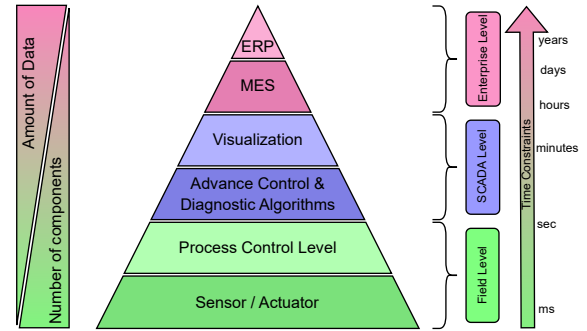 Amount of Data
Number of components
ERP
MES
Visualization
Advance Control &
Diagnostic Algorithms
Process Control Level
Sensor / Actuator
Enterprise Level
SCADA Level
Field Level
Time Constraints
years
days
hours
minutes
sec
ms